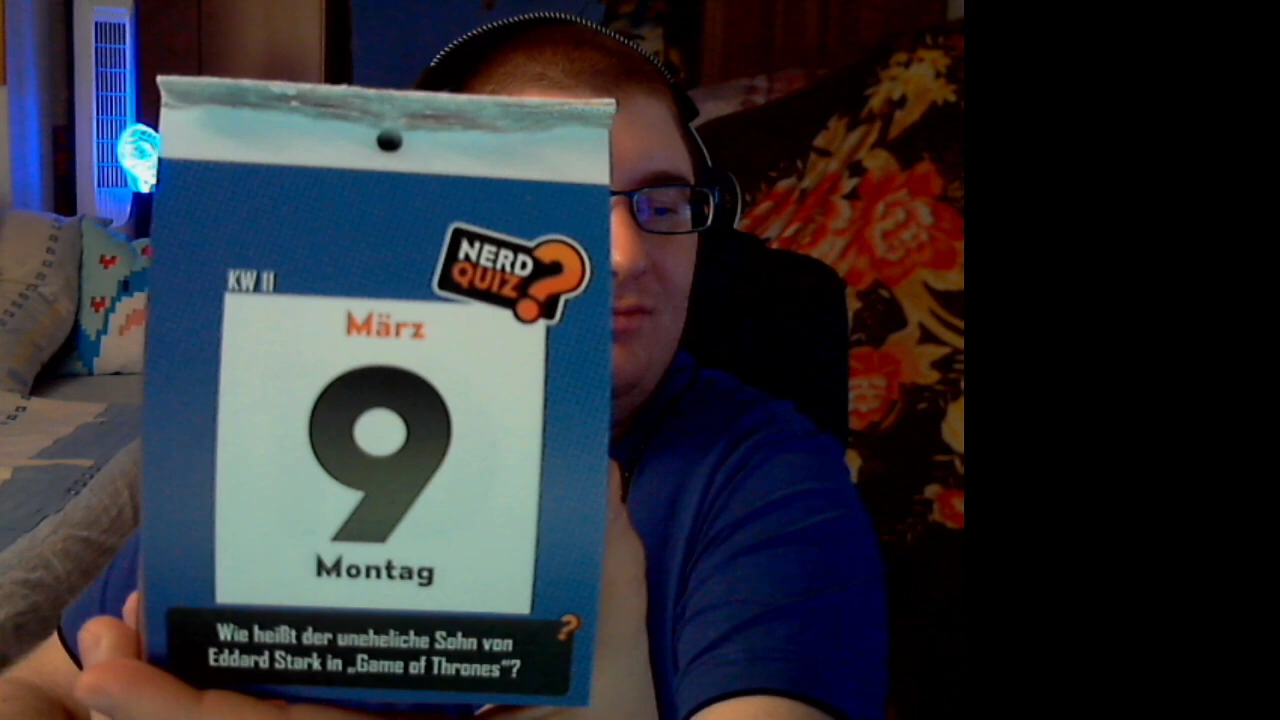 NERD
QUIZ?
KW 11
März
9
Montag
Wie heißt der uneheliche Sohn von
Eddard Stark in „Game of Thrones“?
?